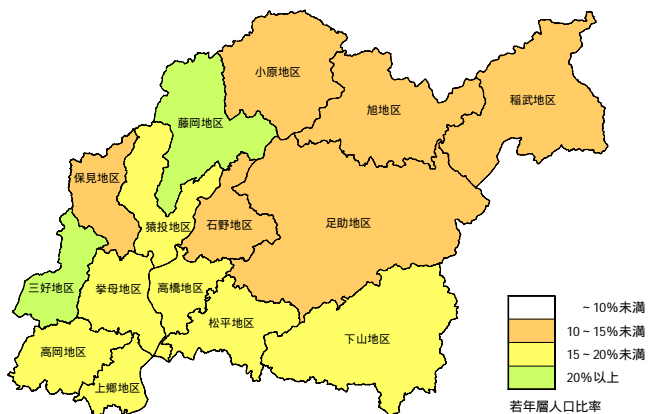 小原地区
稲武地区
旭地区
藤岡地区
保見地区
猿投地区
石野地区
足助地区
三好地区
挙母地区
高橋地区
松平地区
下山地区
高岡地区
上郷地区
~10%未満
10~15%未満
15~20%未満
20%以上
若年層人口比率